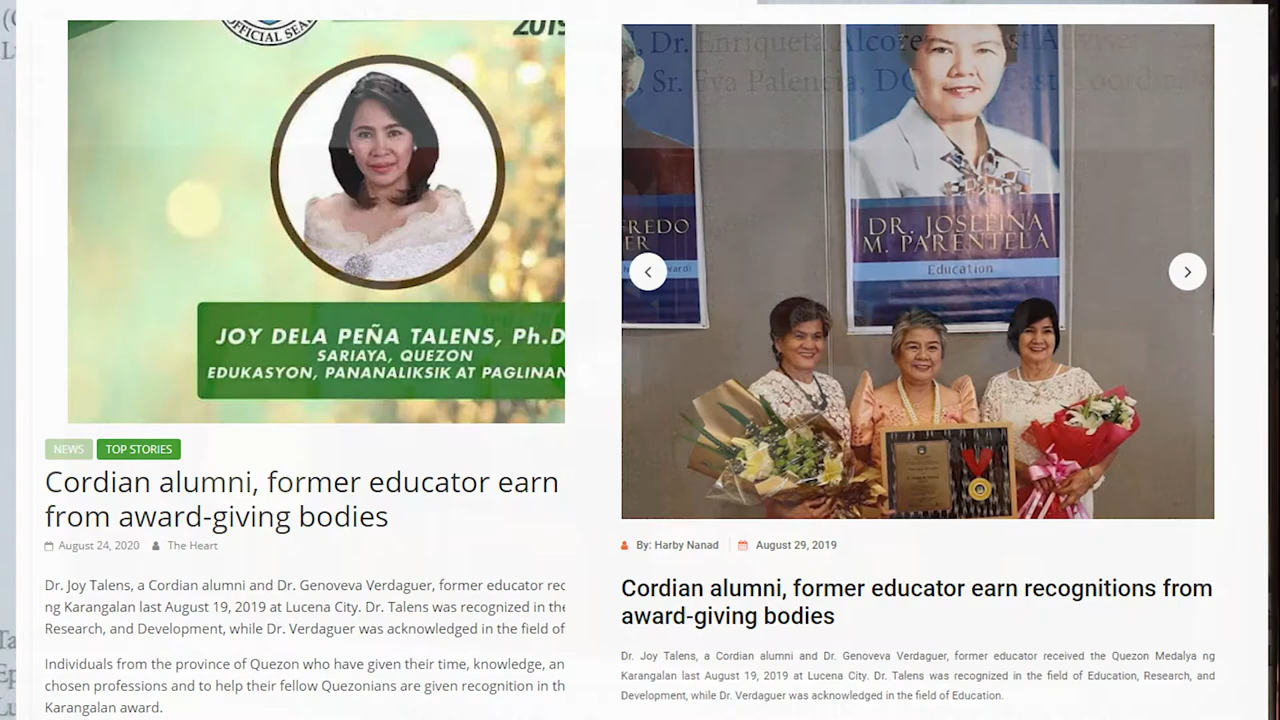 OFFICIAL SEAL
2019
JOY DELA PEÑA TALENS, Ph.D
SARIAYA, QUEZON
EDUKASYON, PANANALIKSIK AT PAGLINAN
NEWS
TOP STORIES
Cordian alumni, former educator earn
from award-giving bodies
August 24, 2020
The Heart
Dr. Joy Talens, a Cordian alumni and Dr. Genoveva Verdaguer, former educator rec
ng Karangalan last August 19, 2019 at Lucena City. Dr. Talens was recognized in the
Research, and Development, while Dr. Verdaguer was acknowledged in the field of
Individuals from the province of Quezon who have given their time, knowledge, an
chosen professions and to help their fellow Quezonians are given recognition in th
Karangalan award.
Dr. Enriqueta Alcore
Sr. Eva Palencia, DC
Past Coordin
FREDO
ER
ward)
DR. JOSEFINA
M. PARENTELA
Education
By: Harby Nanad
August 29, 2019
Cordian alumni, former educator earn recognitions from
award-giving bodies
Dr. Joy Talens, a Cordian alumni and Dr. Genoveva Verdaguer, former educator received the Quezon Medalya ng
Karangalan last August 19, 2019 at Lucena City. Dr. Talens was recognized in the field of Education, Research, and
Development, while Dr. Verdaguer was acknowledged in the field of Education.